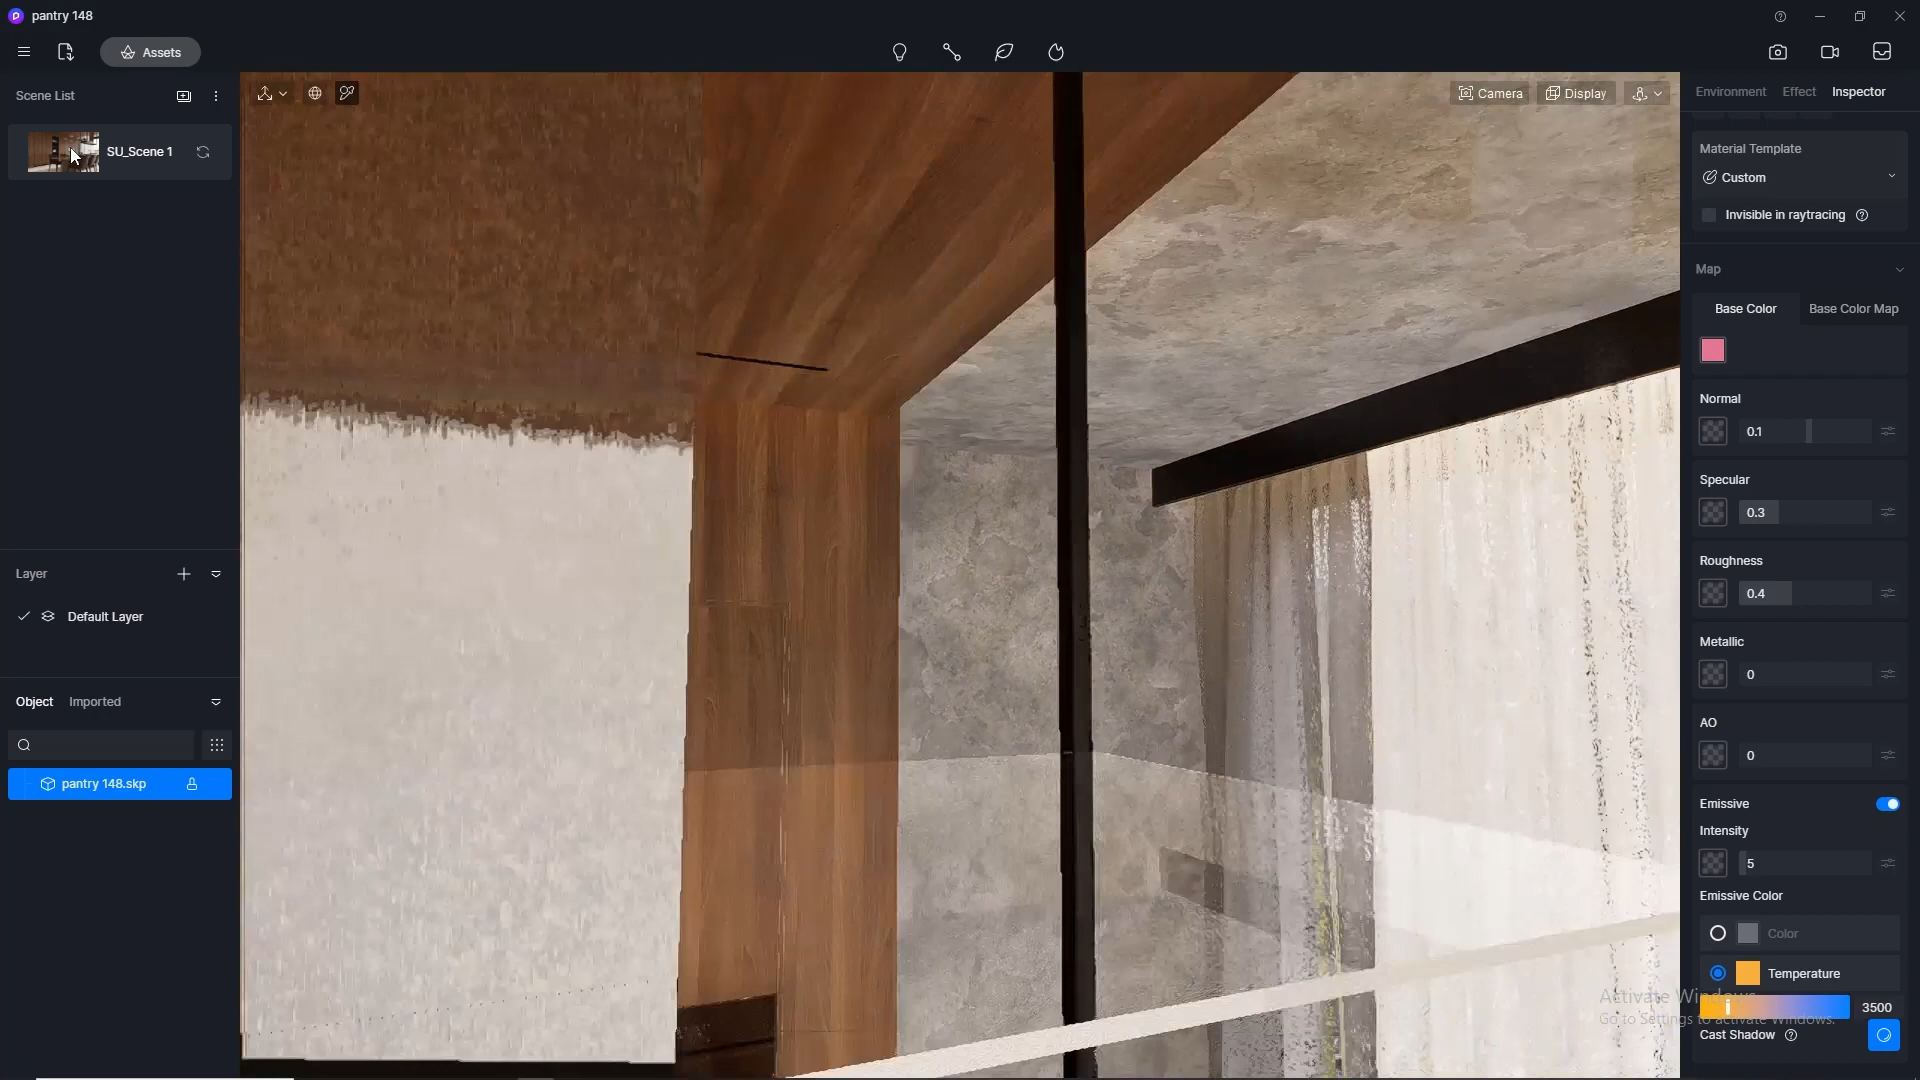 pantry 148
Assets
Scene List
Camera
Display
Environment Effect Inspector
SU_Scene 1
Material Template
Custom
Invisible in raytracing
Map
Base Color Base Color Map
Normal
0.1
Specular
0.3
Roughness
0.4
Metallic
0
AO
0
Emissive
Intensity
5
Emissive Color
Color
Temperature
3500
Cast Shadow
Layer
Default Layer
Object Imported
pantry 148.skp
Activate Windows
Go to Settings to activate Windows.